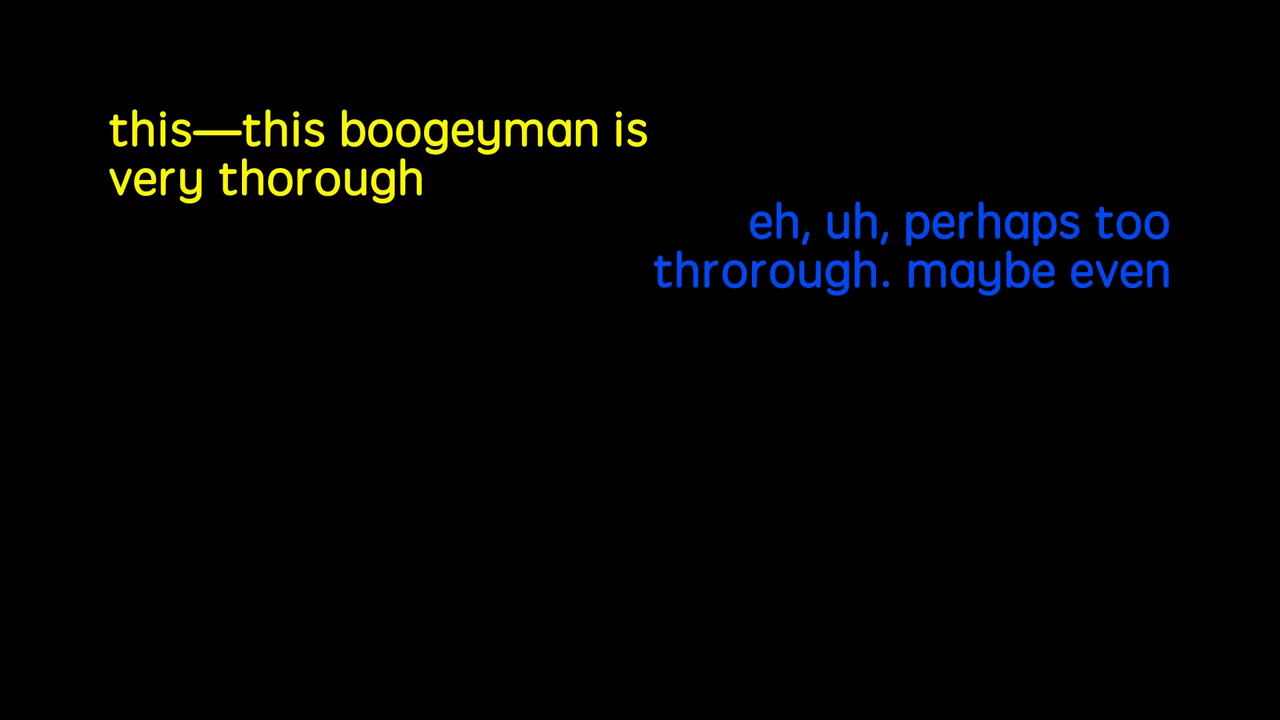 this—this boogeyman is
very thorough
eh, uh, perhaps too
throrough. maybe even